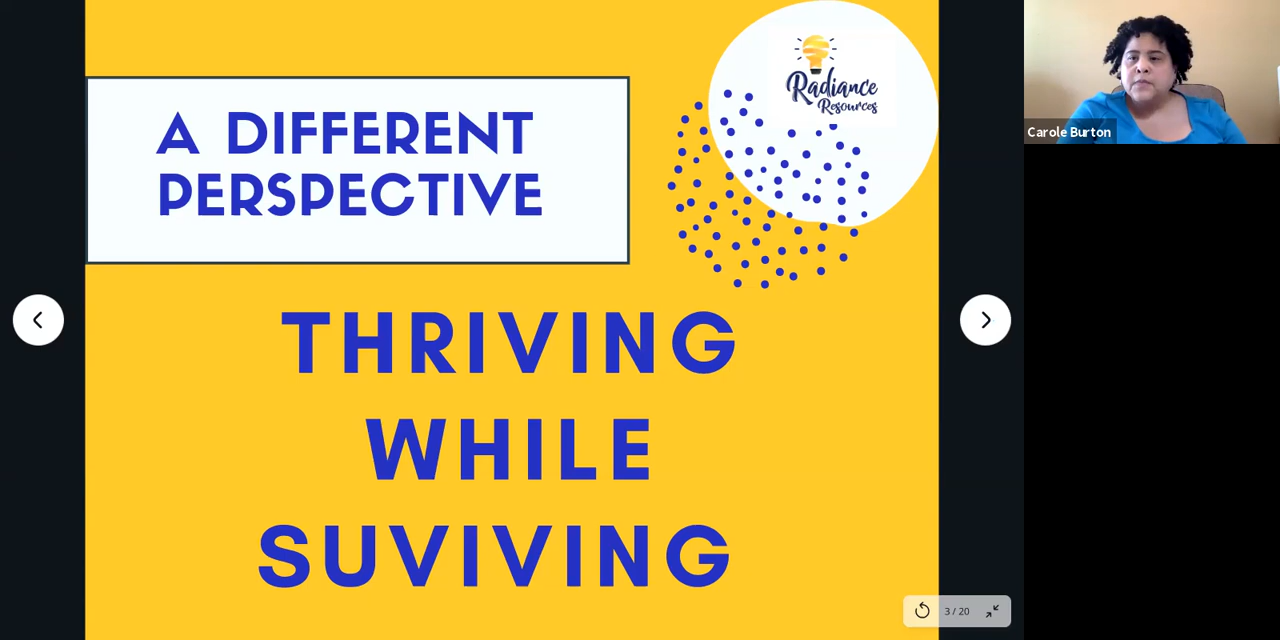 A DIFFERENT
PERSPECTIVE
Radiance
Resources
Carole Burton
THRIVING
WHILE
SUVIVING
3 / 20